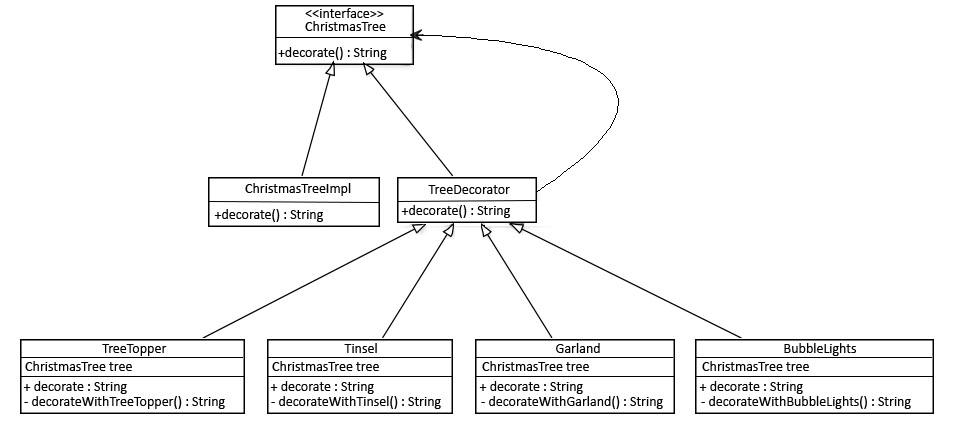 <<interface>>
ChristmasTree
+decorate() : String
ChristmasTreeImpl
+decorate() : String
TreeDecorator
+decorate() : String
TreeTopper
ChristmasTree tree
+ decorate : String
- decorateWithTreeTopper() : String
Tinsel
ChristmasTree tree
+ decorate : String
- decorateWithTinsel() : String
Garland
ChristmasTree tree
+ decorate : String
- decorateWithGarland() : String
BubbleLights
ChristmasTree tree
+ decorate : String
- decorateWithBubbleLights() : String